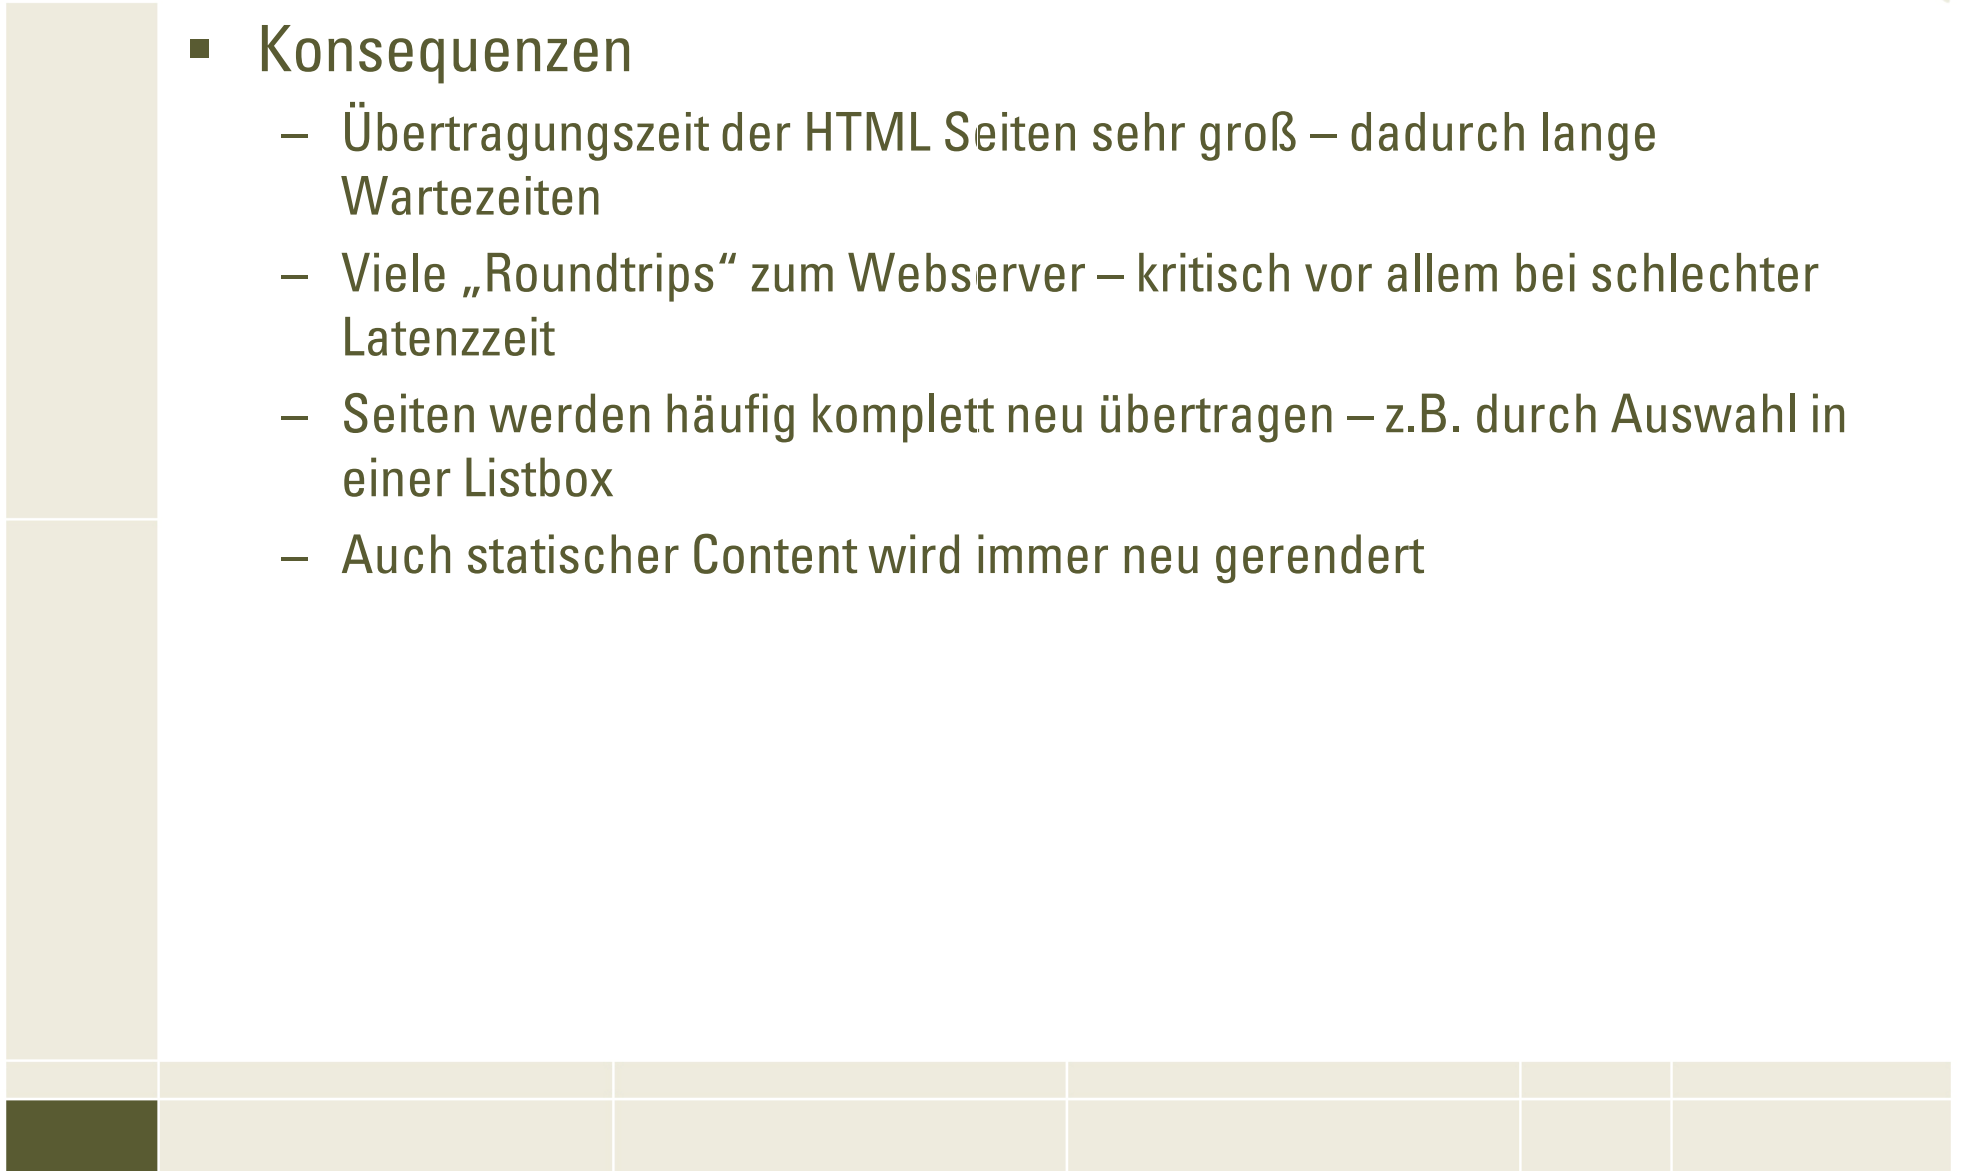 ▪ Konsequenzen
– Übertragungszeit der HTML Seiten sehr groß – dadurch lange
Wartezeiten
– Viele „Roundtrips“ zum Webserver – kritisch vor allem bei schlechter
Latenzzeit
– Seiten werden häufig komplett neu übertragen – z.B. durch Auswahl in
einer Listbox
– Auch statischer Content wird immer neu gerendert